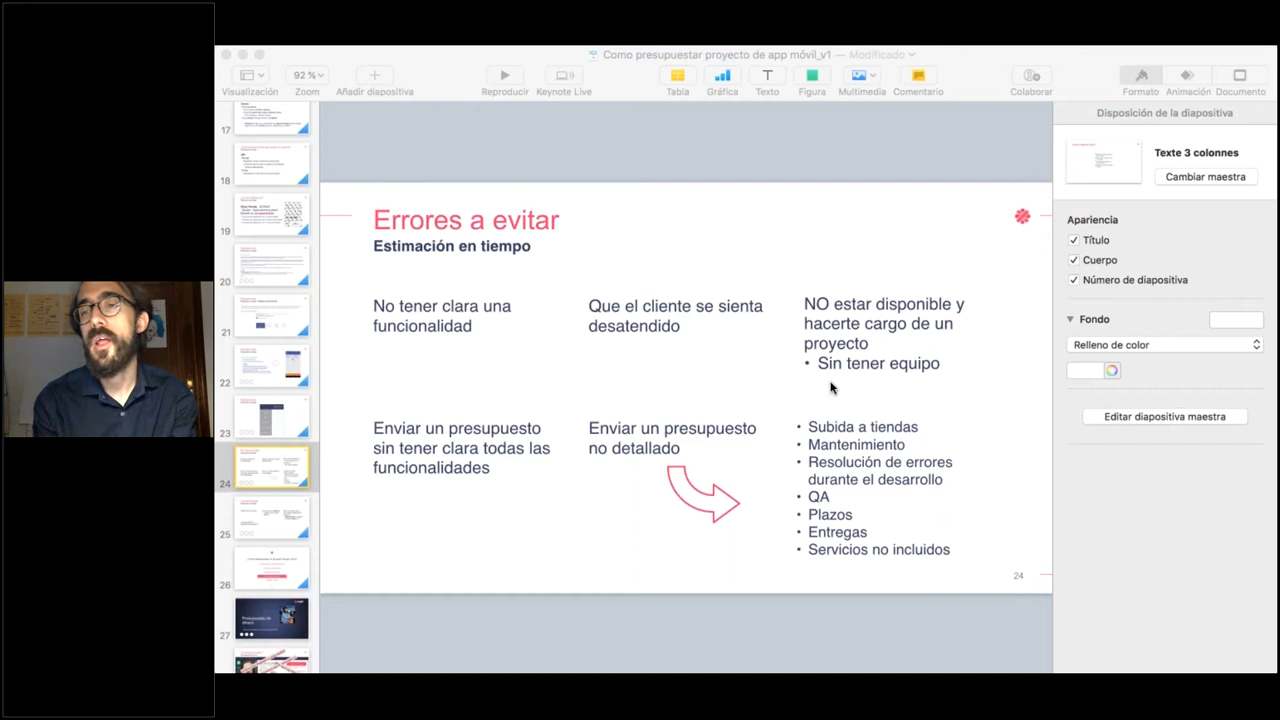 Como presupuestar proyecto de app móvil_v1 — Modificado
92 %
Visualización
Zoom
Añadir diapositiva
Reproducir
Keynote Live
Tabla
Gráfica
Texto
Figura
Multimedia
Comentario
Colaborar
Formato
Animación
Documento
17
18
19
20
21
22
23
24
25
26
27
Errores a evitar
Estimación en tiempo
No tener clara una
funcionalidad
Que el cliente se sienta
desatendido
NO estar disponible y
hacerte cargo de un
proyecto
• Sin tener equipo
Enviar un presupuesto
sin tener clara todas las
funcionalidades
Enviar un presupuesto
no detallado
• Subida a tiendas
• Mantenimiento
• Resolución de errores
durante el desarrollo
• QA
• Plazos
• Entregas
• Servicios no incluidos
24
Disposición de la diapositiva
Texto 3 colonnes
Cambiar maestra
Apariencia
Título
Cuerpo
Número de diapositiva
Fondo
Relleno de color
Editar diapositiva maestra